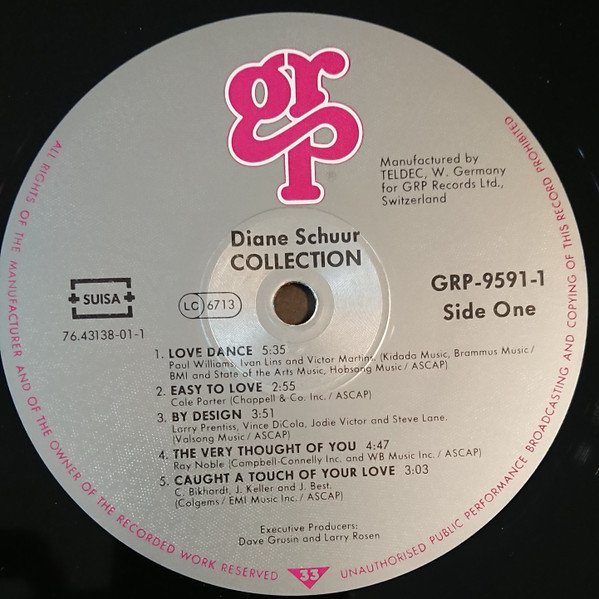 grp
®
Manufactured by
TELDEC, W. Germany
for GRP Records Ltd.,
Switzerland
Diane Schuur
COLLECTION
SUISA
LC 6713
GRP-9591-1
76.43138-01-1
Side One
1. LOVE DANCE 5:35
Paul Williams, Ivan Lins and Victor Martins. (Kidada Music, Brammus Music/
BMI and State of the Arts Music, Hobsong Music/ASCAP)
2. EASY TO LOVE 2:55
Cole Porter (Chappell & Co. Inc./ASCAP)
3. BY DESIGN 3:51
Larry Prentiss, Vince DiCola, Jodie Victor and Steve Lane.
(Valsong Music/ASCAP)
4. THE VERY THOUGHT OF YOU 4:47
Ray Noble (Campbell-Connelly Inc. and WB Music Inc./ASCAP)
5. CAUGHT A TOUCH OF YOUR LOVE 3:03
C. Bikhardt, J. Keller and J. Best.
(Colgems/EMI Music Inc./ASCAP)
Executive Producers:
Dave Grusin and Larry Rosen
ALL RIGHTS OF THE MANUFACTURER AND OF THE OWNER OF THE RECORDED WORK RESERVED
33
UNAUTHORISED PUBLIC PERFORMANCE BROADCASTING AND COPYING OF THIS RECORD PROHIBITED